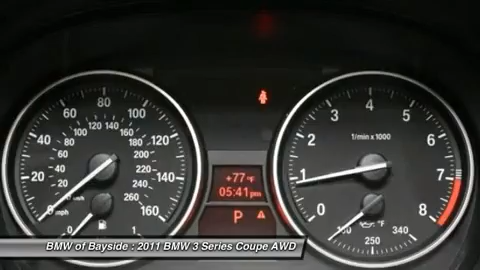 80
60 100
40 120
20 140
0 mph 160
20 40 60 80 100 120 140 160 180 200 220 240 260
+77°F
05:41pm
P
1/min x 1000
1 2 3 4 5 6 7 8
°F
250 340
BMW of Bayside : 2011 BMW 3 Series Coupe AWD